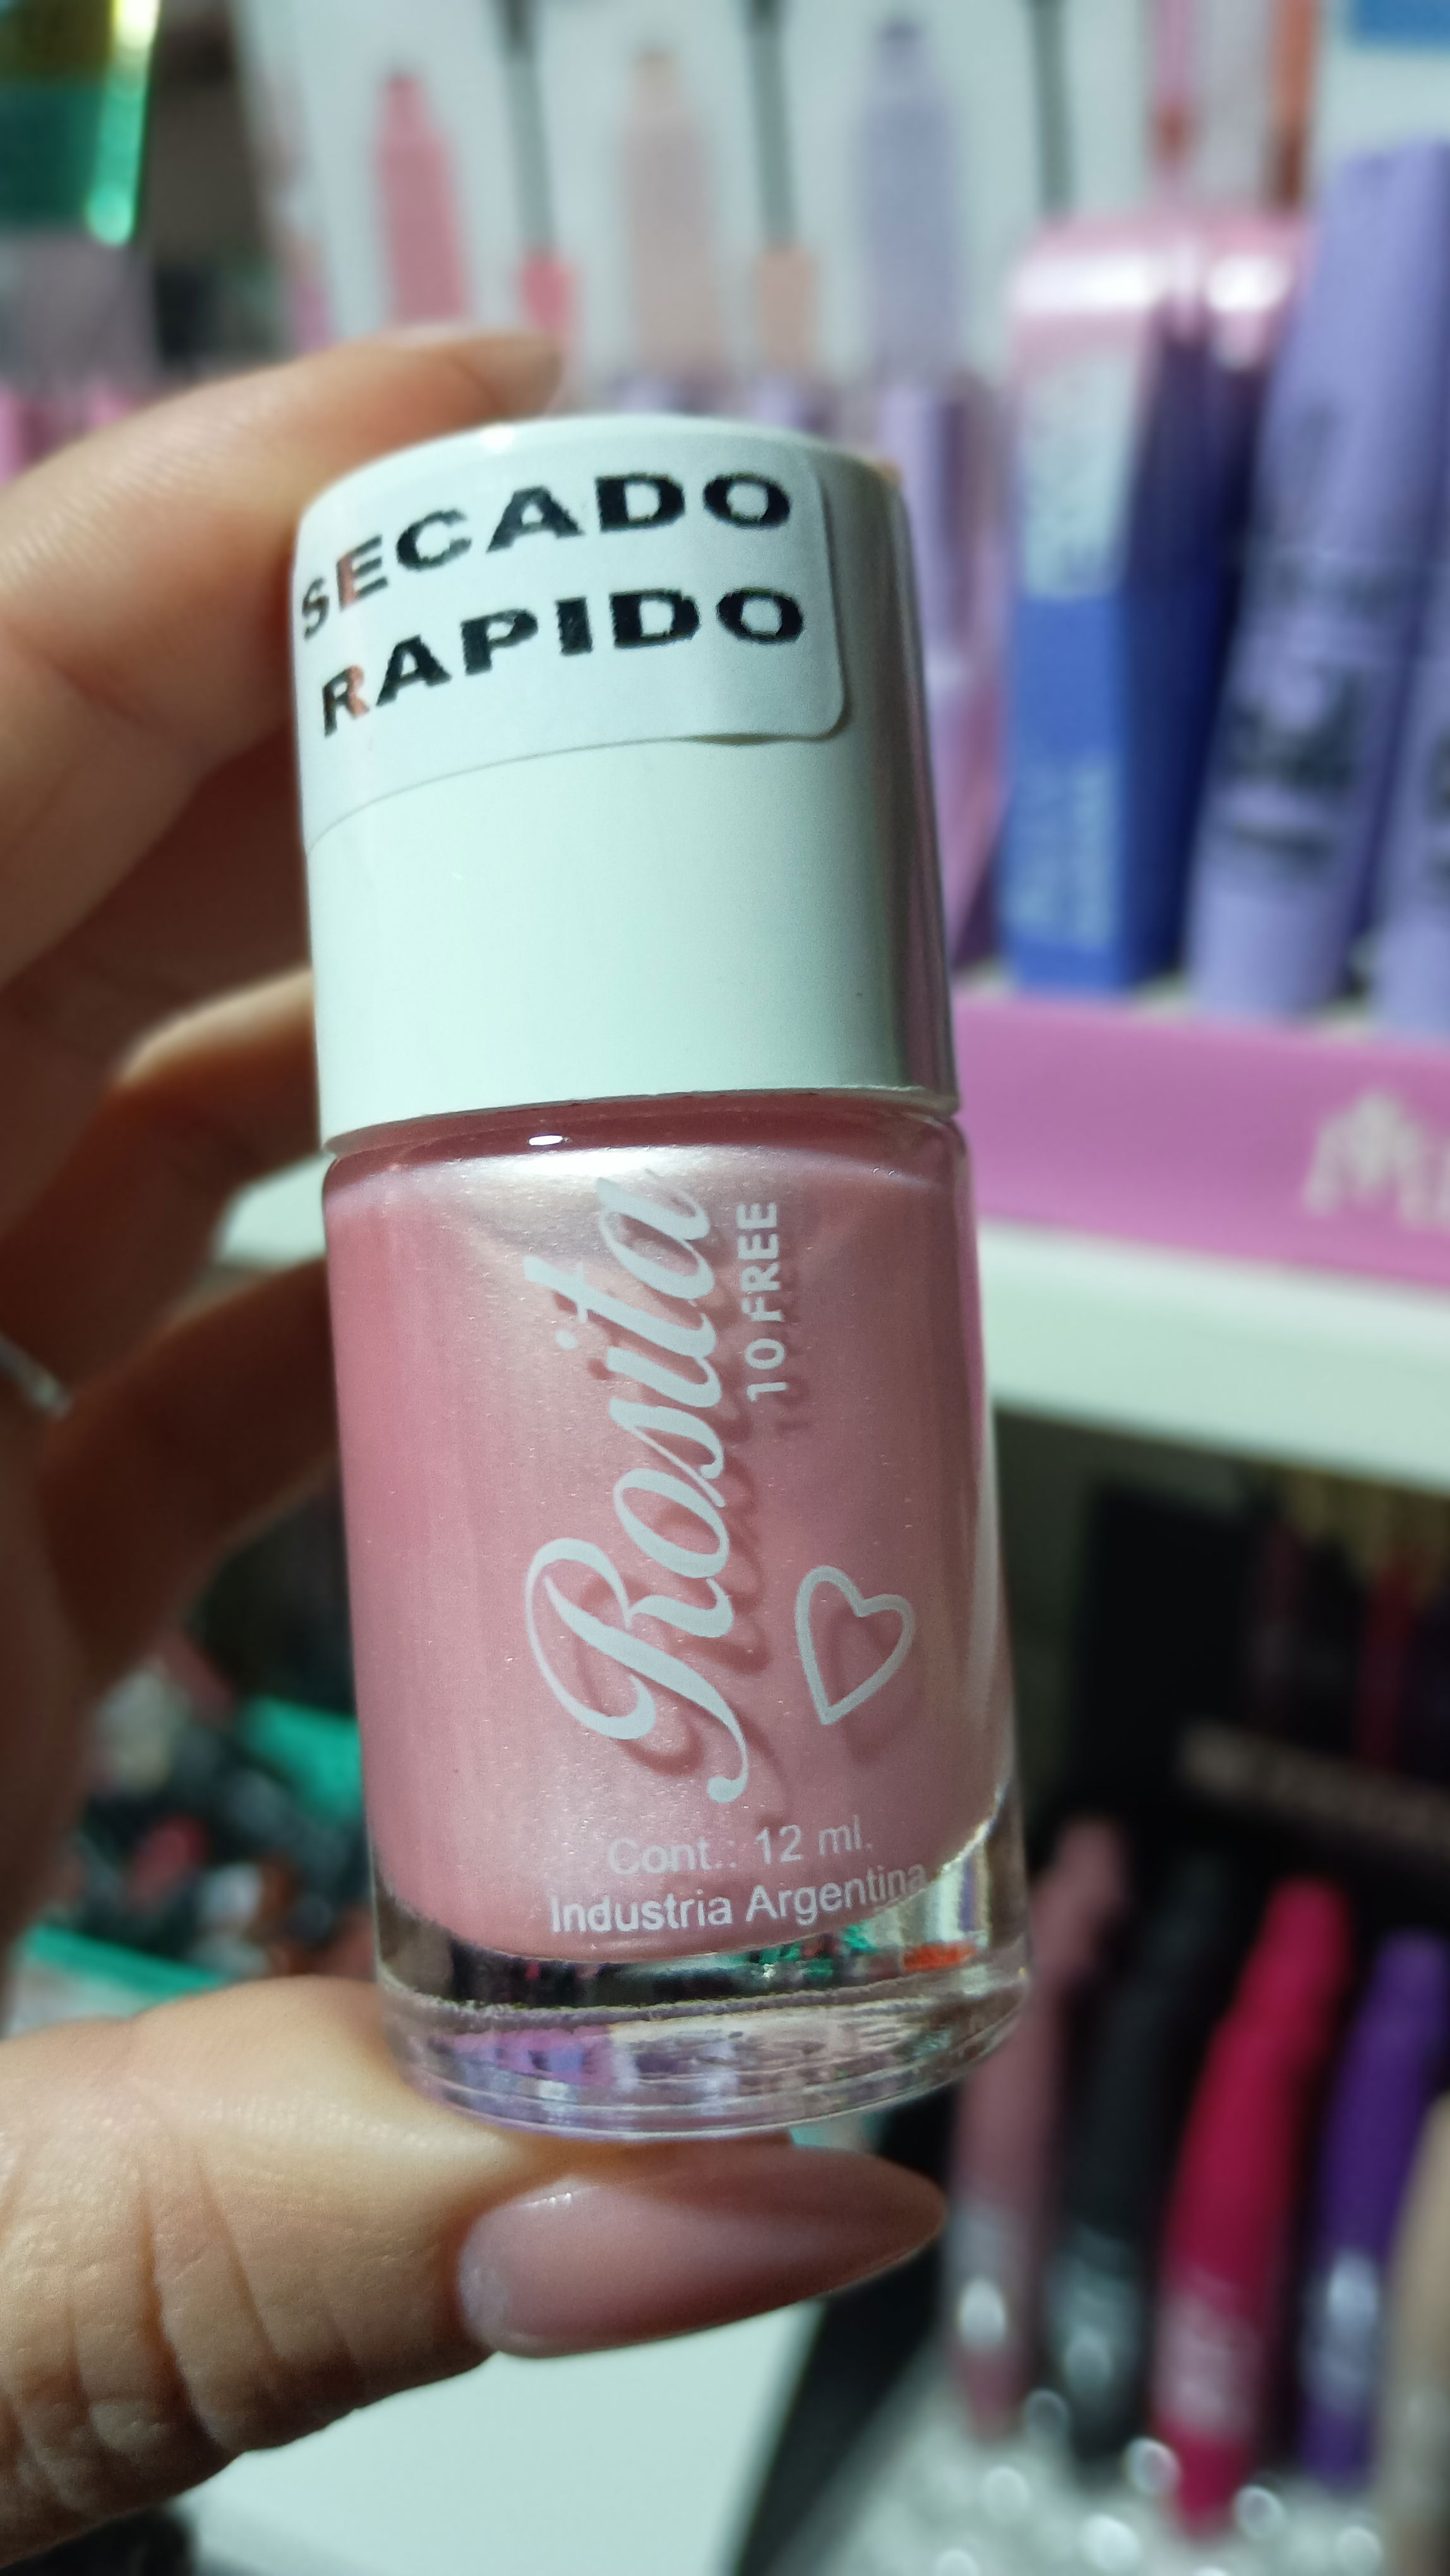 SECADO
RAPIDO
Rosita
10 FREE
Cont.: 12 ml.
Industria Argentina